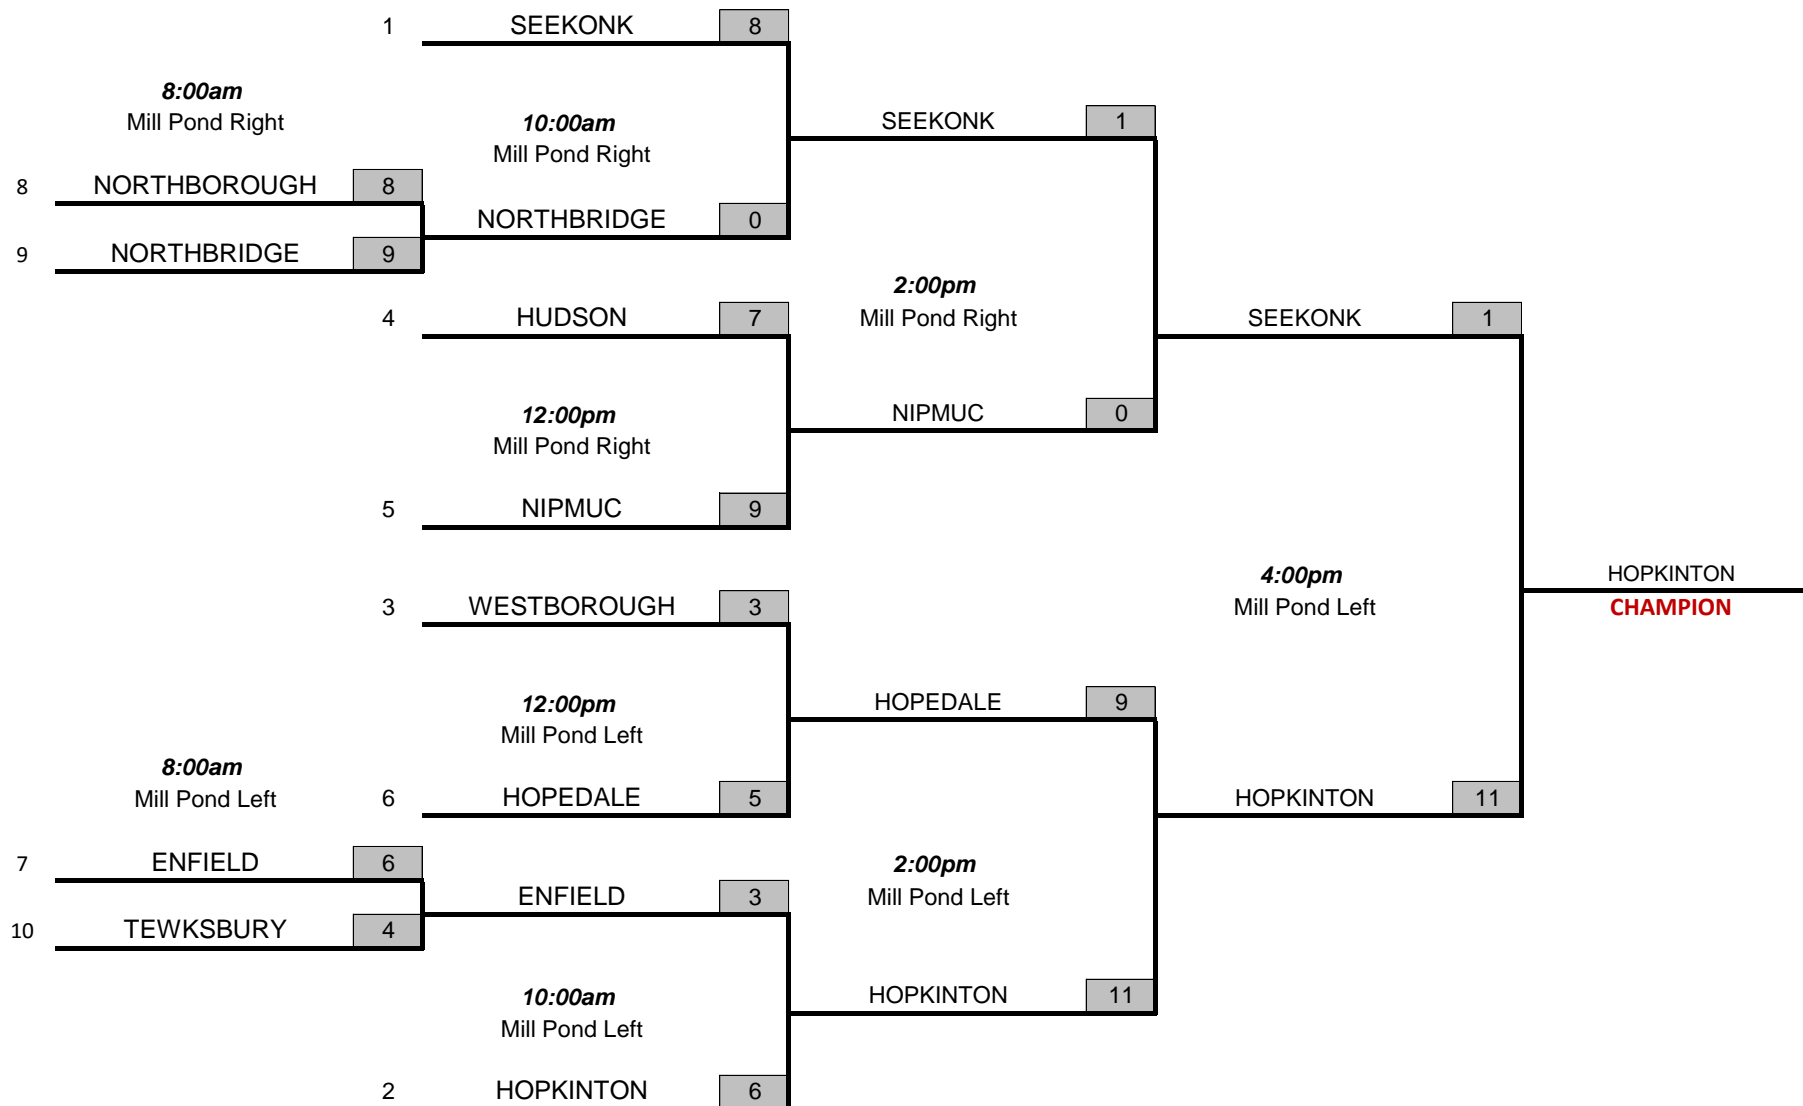 1 SEEKONK 8
8:00am
Mill Pond Right
10:00am
Mill Pond Right
SEEKONK 1
8 NORTHBOROUGH 8
NORTHBRIDGE 0
9 NORTHBRIDGE 9
2:00pm
Mill Pond Right
4 HUDSON 7
SEEKONK 1
12:00pm
Mill Pond Right
NIPMUC 0
5 NIPMUC 9
4:00pm
Mill Pond Left
HOPKINTON
CHAMPION
3 WESTBOROUGH 3
12:00pm
Mill Pond Left
HOPEDALE 9
8:00am
Mill Pond Left
6 HOPEDALE 5
HOPKINTON 11
7 ENFIELD 6
ENFIELD 3
2:00pm
Mill Pond Left
10 TEWKSBURY 4
10:00am
Mill Pond Left
HOPKINTON 11
2 HOPKINTON 6